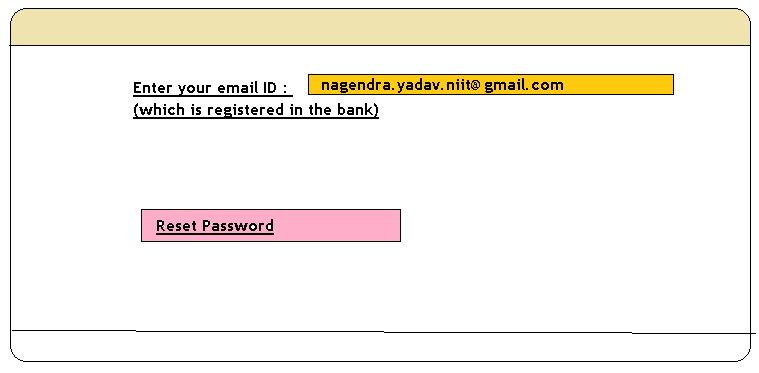 Enter your email ID : nagendra.yadav.niit@gmail.com
(which is registered in the bank)
Reset Password